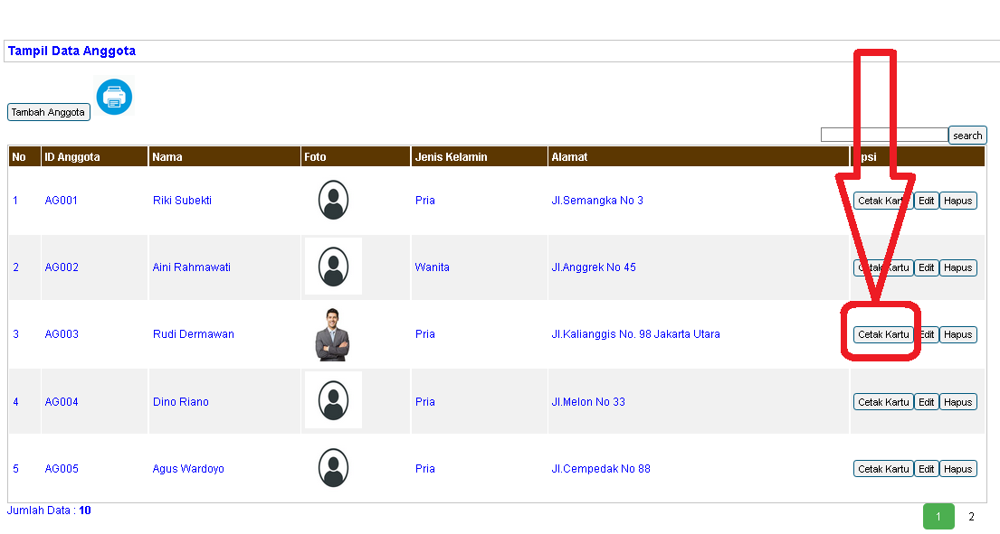 Tampil Data Anggota
Tambah Anggota
search
No ID Anggota Nama Foto Jenis Kelamin Alamat
1 AG001 Riki Subekti Pria Jl.Semangka No 3 Cetak Edit Hapus
2 AG002 Aini Rahmawati Wanita Jl.Anggrek No 45 Kartu Edit Hapus
3 AG003 Rudi Dermawan Pria Jl.Kalianggis No. 98 Jakarta Utara Cetak Kartu Edit Hapus
4 AG004 Dino Riano Pria Jl.Melon No 33 Cetak Kartu Edit Hapus
5 AG005 Agus Wardoyo Pria Jl.Cempedak No 88 Cetak Kartu Edit Hapus
Jumlah Data : 10
1 2